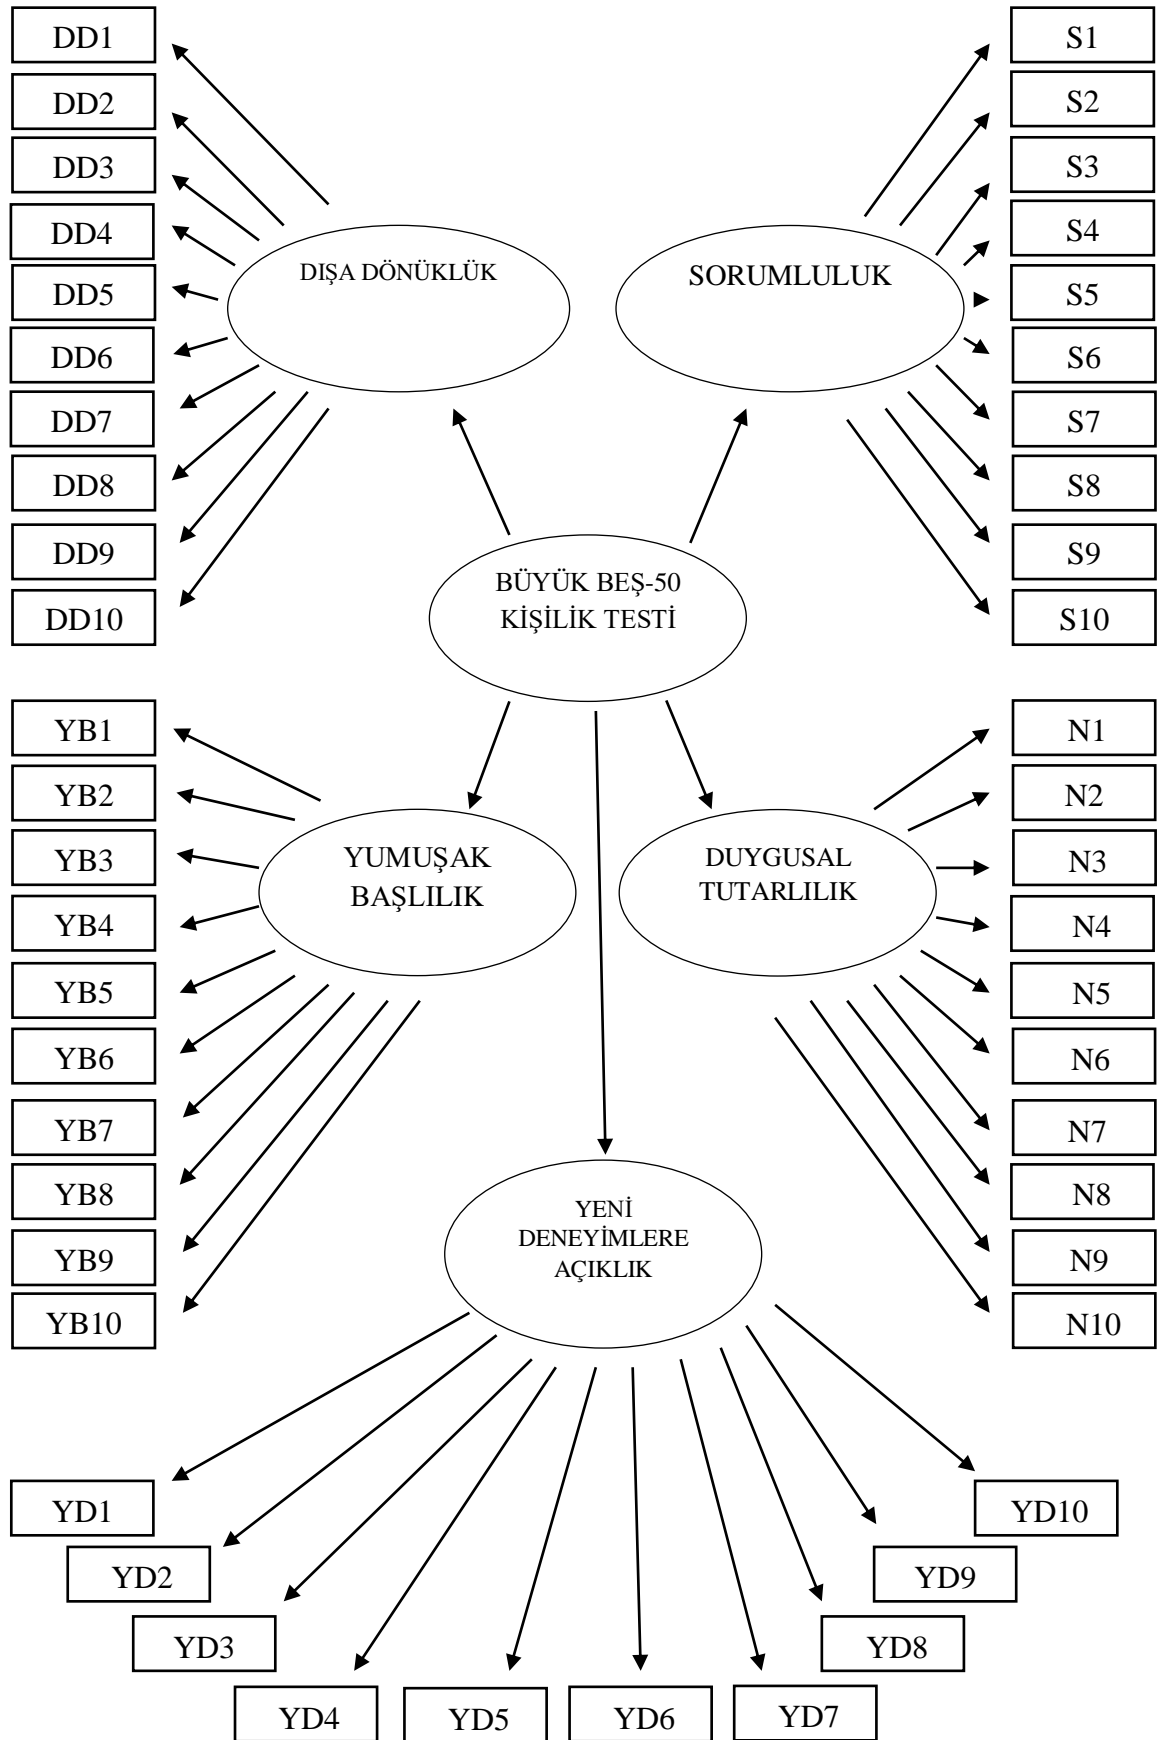 DD1
DD2
DD3
DD4
DD5
DD6
DD7
DD8
DD9
DD10
DIŞA DÖNÜKLÜK
SORUMLULUK
S1
S2
S3
S4
S5
S6
S7
S8
S9
S10
BÜYÜK BEŞ-50
KİŞİLİK TESTİ
YB1
YB2
YB3
YB4
YB5
YB6
YB7
YB8
YB9
YB10
YUMUŞAK
BAŞLILIK
DUYGUSAL
TUTARLILIK
N1
N2
N3
N4
N5
N6
N7
N8
N9
N10
YENİ
DENEYİMLERE
AÇIKLIK
YD1
YD2
YD3
YD4
YD5
YD6
YD7
YD8
YD9
YD10